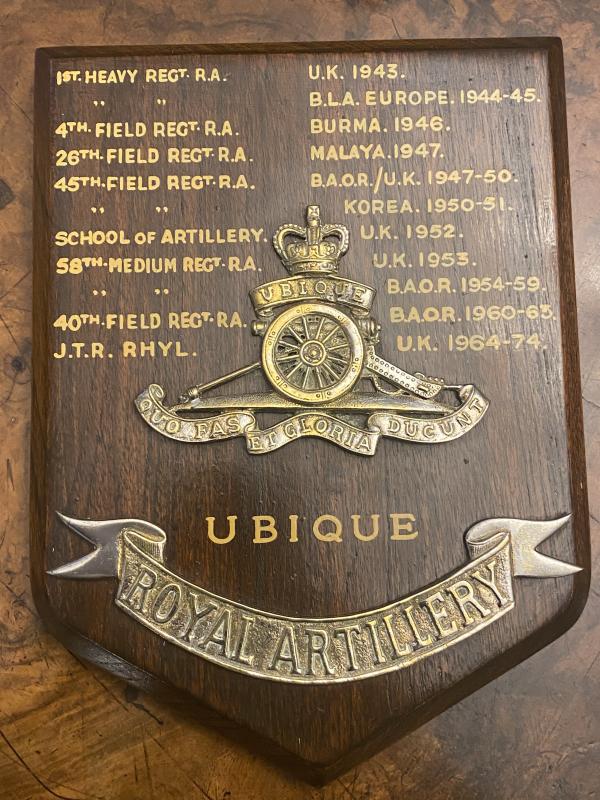 1ST. HEAVY REGT. R.A. U.K. 1943.
" " B.L.A. EUROPE. 1944-45.
4TH. FIELD REGT. R.A. BURMA. 1946.
26TH. FIELD REGT. R.A. MALAYA. 1947.
45TH. FIELD REGT. R.A. B.A.O.R./U.K. 1947-50.
" " KOREA. 1950-51.
SCHOOL OF ARTILLERY. U.K. 1952.
58TH. MEDIUM REGT. R.A. U.K. 1953.
" " B.A.O.R. 1954-59.
40TH. FIELD REGT. R.A. B.A.O.R. 1960-63.
J.T.R. RHYL. U.K. 1964-74.
UBIQUE
QUO FAS ET GLORIA DUCUNT
UBIQUE
ROYAL ARTILLERY